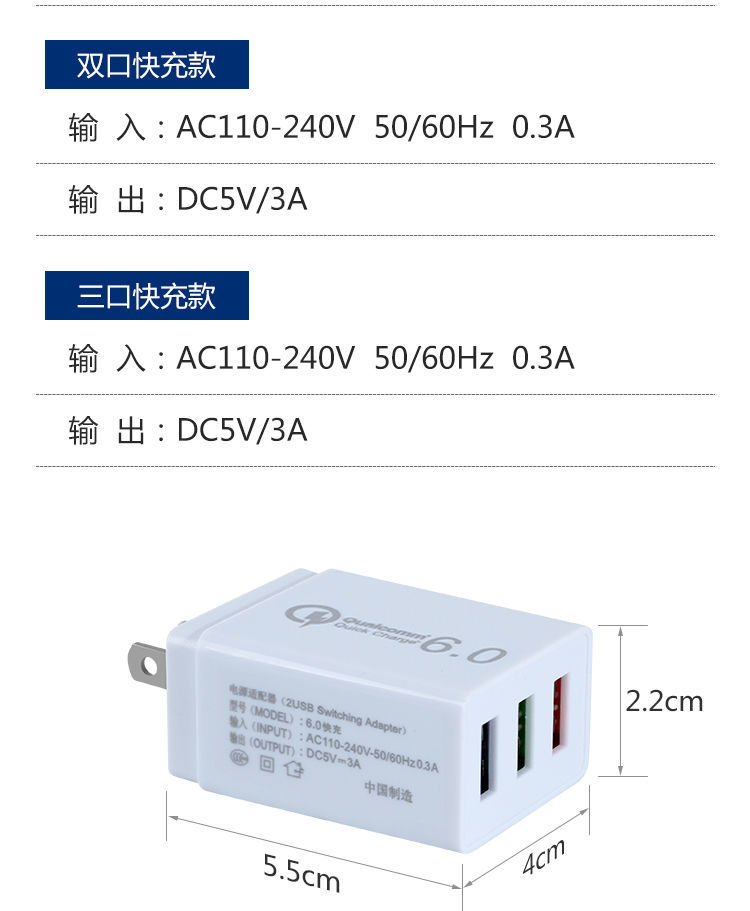 双口快充款
输 入：AC110-240V 50/60Hz 0.3A
输 出：DC5V/3A
三口快充款
输 入：AC110-240V 50/60Hz 0.3A
输 出：DC5V/3A
Qualcomm
Quick Charge
6.0
电源适配器（2USB Switching Adapter）
型号（MODEL）：6.0快充
输入（INPUT）：AC110-240V-50/60Hz0.3A
输出（OUTPUT）：DC5V⎓3A
中国制造
2.2cm
5.5cm
4cm